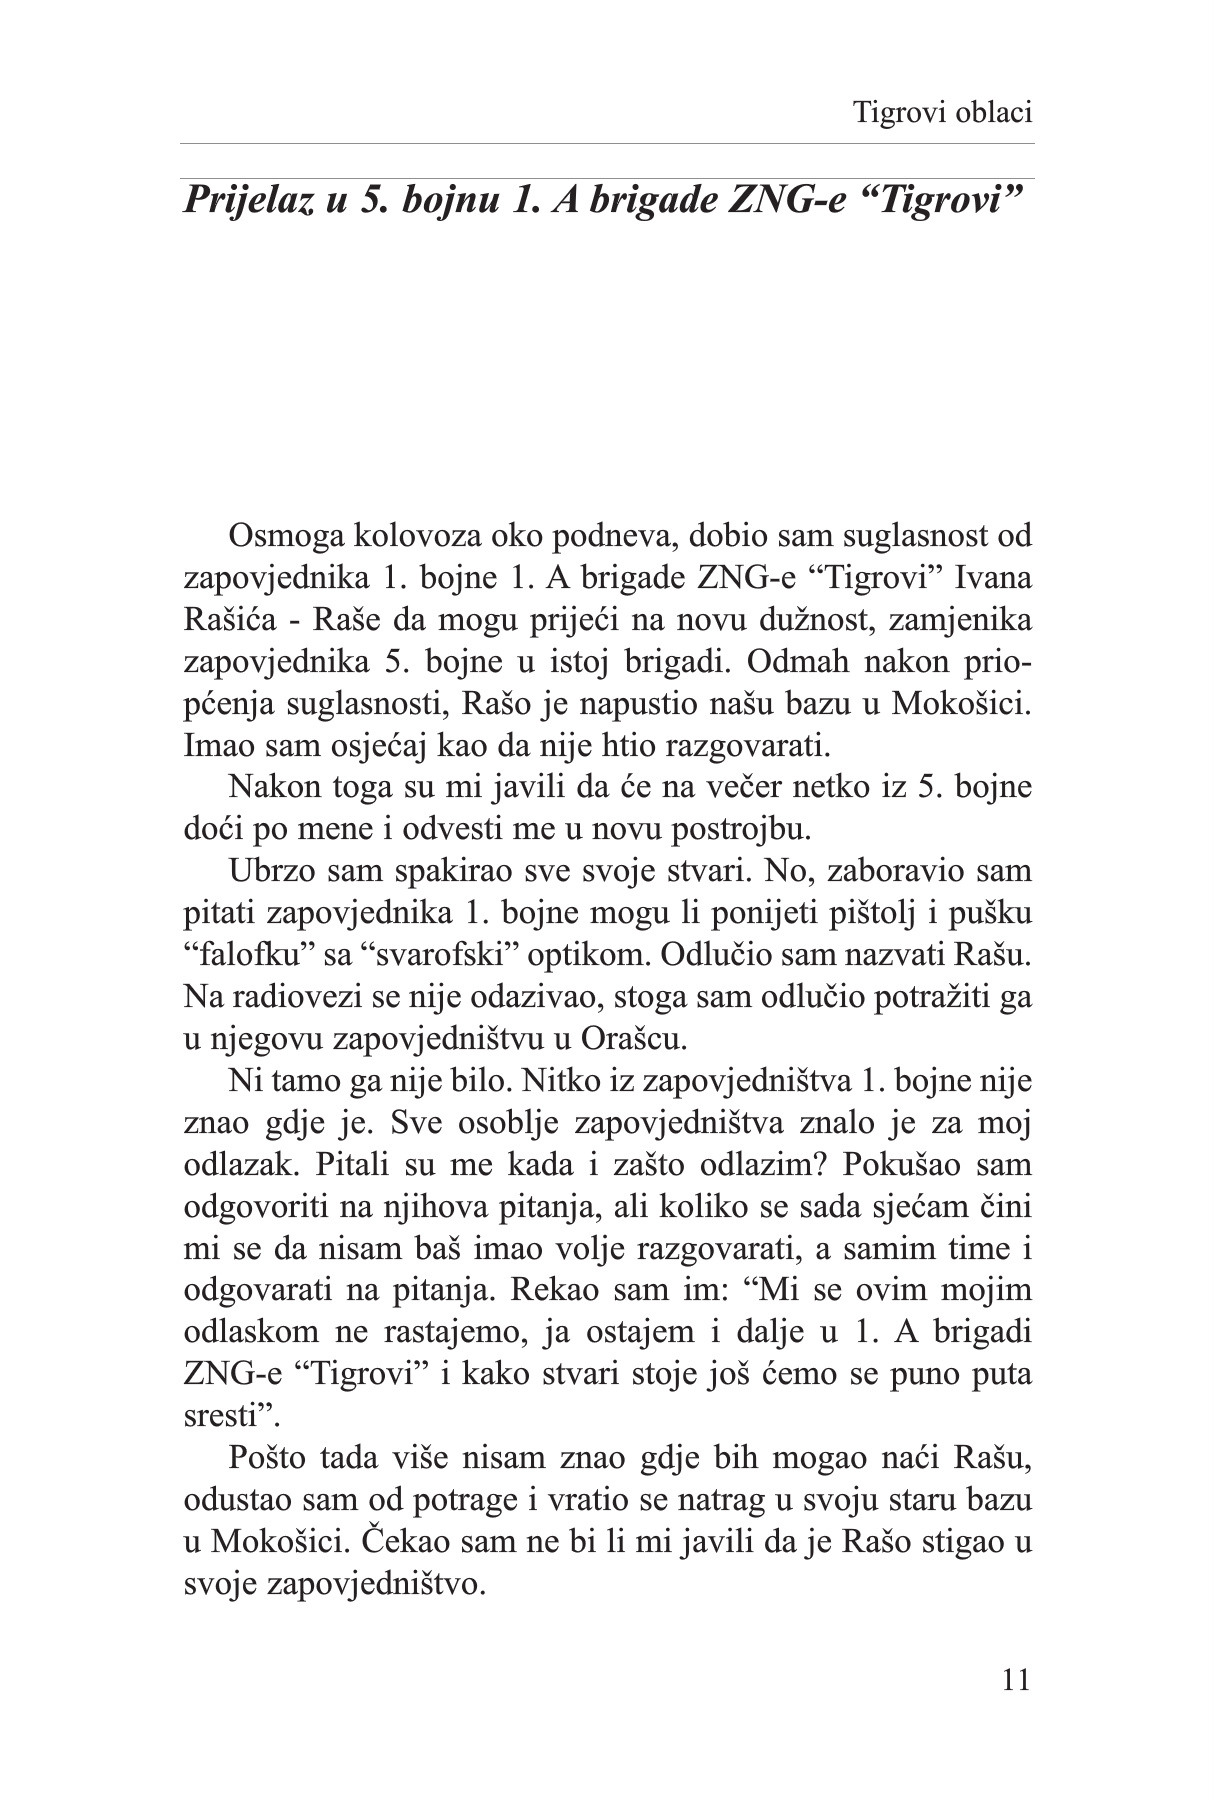 Tigrovi oblaci
Prijelaz u 5. bojnu 1. A brigade ZNG-e “Tigrovi”
Osmoga kolovoza oko podneva, dobio sam suglasnost od
zapovjednika 1. bojne 1. A brigade ZNG-e “Tigrovi” Ivana
Rašića - Raše da mogu prijeći na novu dužnost, zamjenika
zapovjednika 5. bojne u istoj brigadi. Odmah nakon prio-
pćenja suglasnosti, Rašo je napustio našu bazu u Mokošici.
Imao sam osjećaj kao da nije htio razgovarati.
Nakon toga su mi javili da će na večer netko iz 5. bojne
doći po mene i odvesti me u novu postrojbu.
Ubrzo sam spakirao sve svoje stvari. No, zaboravio sam
pitati zapovjednika 1. bojne mogu li ponijeti pištolj i pušku
“falofku” sa “svarofski” optikom. Odlučio sam nazvati Rašu.
Na radiovezi se nije odazivao, stoga sam odlučio potražiti ga
u njegovu zapovjedništvu u Orašcu.
Ni tamo ga nije bilo. Nitko iz zapovjedništva 1. bojne nije
znao gdje je. Sve osoblje zapovjedništva znalo je za moj
odlazak. Pitali su me kada i zašto odlazim? Pokušao sam
odgovoriti na njihova pitanja, ali koliko se sada sjećam čini
mi se da nisam baš imao volje razgovarati, a samim time i
odgovarati na pitanja. Rekao sam im: “Mi se ovim mojim
odlaskom ne rastajemo, ja ostajem i dalje u 1. A brigadi
ZNG-e “Tigrovi” i kako stvari stoje još ćemo se puno puta
sresti”.
Pošto tada više nisam znao gdje bih mogao naći Rašu,
odustao sam od potrage i vratio se natrag u svoju staru bazu
u Mokošici. Čekao sam ne bi li mi javili da je Rašo stigao u
svoje zapovjedništvo.
11